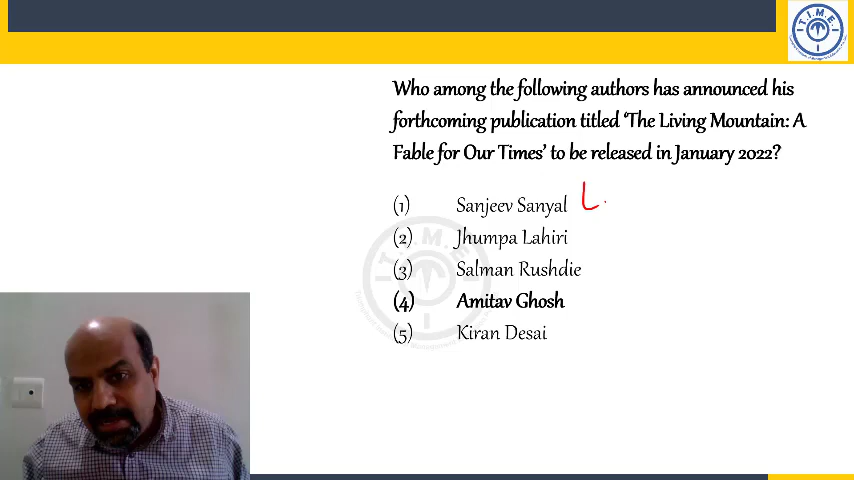 T.I.M.E.
Who among the following authors has announced his
forthcoming publication titled ‘The Living Mountain: A
Fable for Our Times’ to be released in January 2022?
(1) Sanjeev Sanyal L
(2) Jhumpa Lahiri
(3) Salman Rushdie
(4) Amitav Ghosh
(5) Kiran Desai